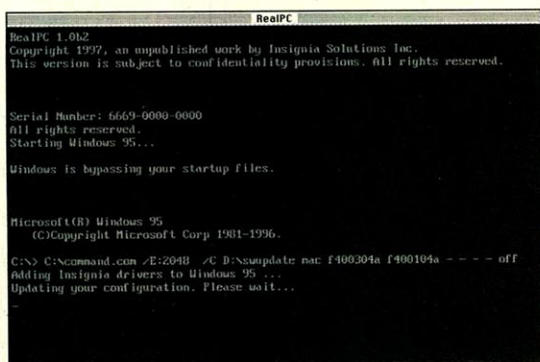 RealPC
RealPC 1.0b2
Copyright 1997, an unpublished work by Insignia Solutions Inc.
This version is subject to confidentiality provisions. All rights reserved.
Serial Number: 6669-0000-0000
All rights reserved.
Starting Windows 95...
Windows is bypassing your startup files.
Microsoft(R) Windows 95
(C)Copyright Microsoft Corp 1981-1996.
C:\> C:\command.com /E:2048 /C D:\swupdate mac f400304a f400104a - - - - off
Adding Insignia drivers to Windows 95 ...
Updating your configuration. Please wait...
_